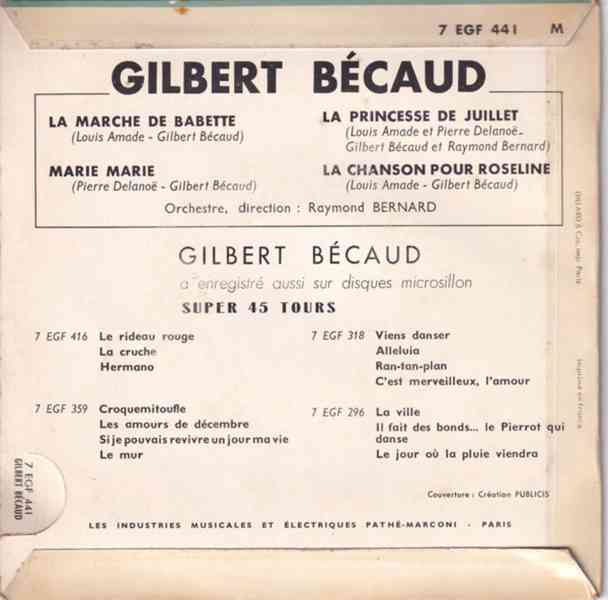 7 EGF 441 M
GILBERT BÉCAUD
LA MARCHE DE BABETTE
(Louis Amade - Gilbert Bécaud)
MARIE MARIE
(Pierre Delanoë - Gilbert Bécaud)
LA PRINCESSE DE JUILLET
(Louis Amade et Pierre Delanoë-
Gilbert Bécaud et Raymond Bernard)
LA CHANSON POUR ROSELINE
(Louis Amade - Gilbert Bécaud)
Orchestre, direction : Raymond BERNARD
GILBERT BÉCAUD
a enregistré aussi sur disques microsillon
SUPER 45 TOURS
7 EGF 416 Le rideau rouge
La cruche
Hermano
7 EGF 359 Croquemitoufle
Les amours de décembre
Si je pouvais revivre un jour ma vie
Le mur
7 EGF 318 Viens danser
Alleluia
Ran-tan-plan
C'est merveilleux, l'amour
7 EGF 296 La ville
Il fait des bonds... le Pierrot qui
danse
Le jour où la pluie viendra
Couverture : Création PUBLICIS
LES INDUSTRIES MUSICALES ET ÉLECTRIQUES PATHÉ-MARCONI - PARIS
7 EGF 441
GILBERT BÉCAUD
Imprimé en France